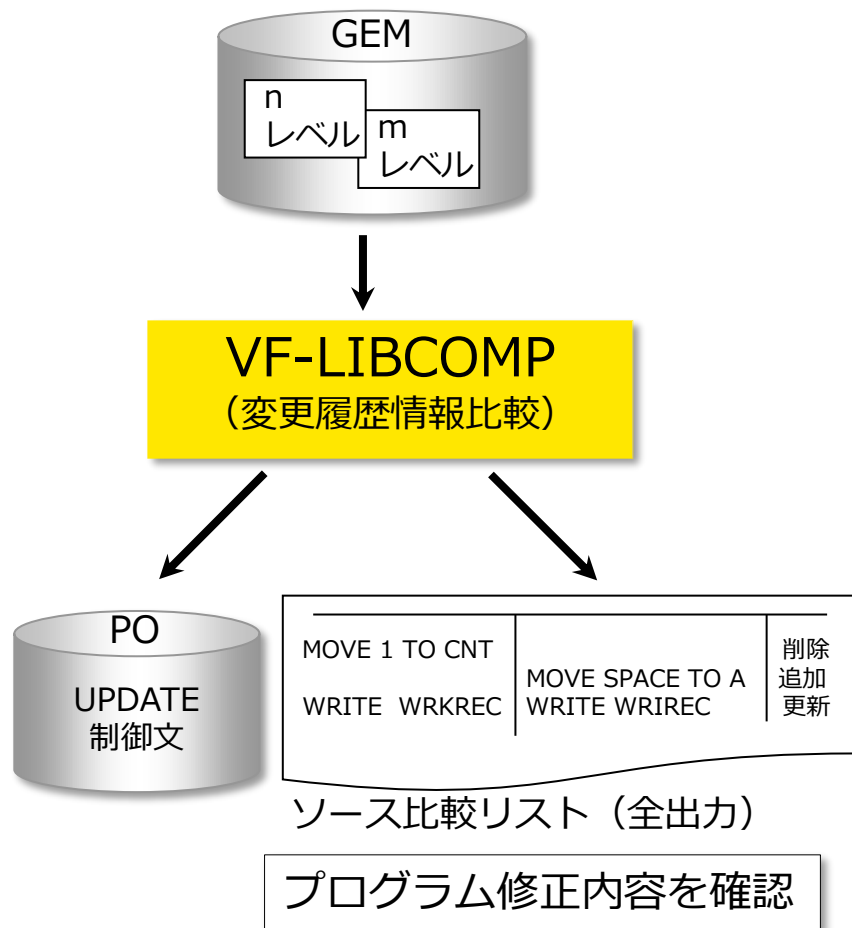 GEM
n
レベル
m
レベル
VF-LIBCOMP
（変更履歴情報比較）
PO
UPDATE
制御文
MOVE 1 TO CNT 削除
MOVE SPACE TO A 追加
WRITE WRKREC WRITE WRIREC 更新
ソース比較リスト（全出力）
プログラム修正内容を確認